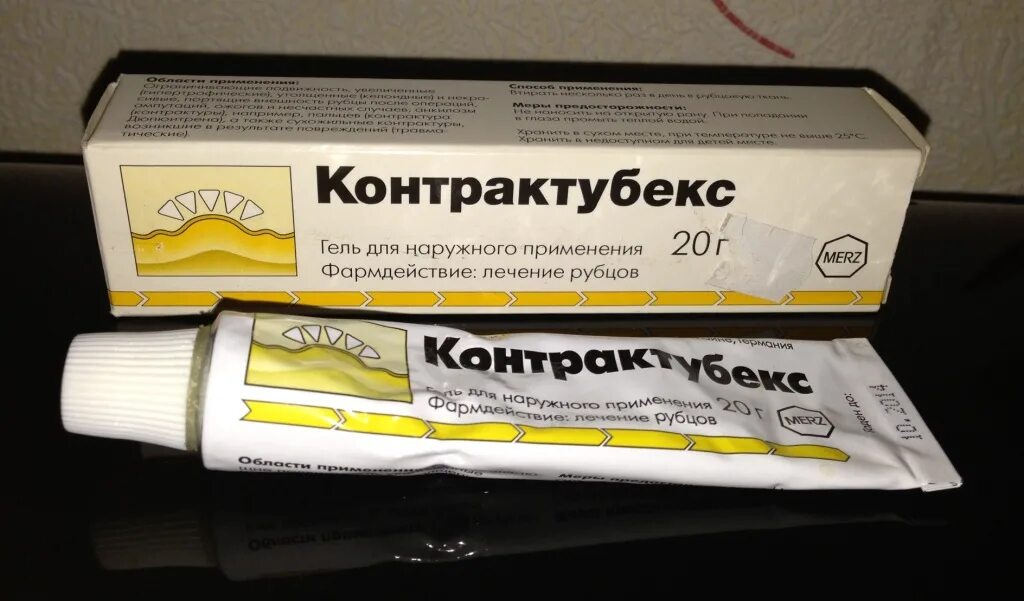 Области применения:
Ограничивающие подвижность, увеличенные
(гипертрофические), утолщенные (келоидные) и некра-
сивые, портящие внешность рубцы после операций,
ампутаций, ожогов и несчастных случаев; анкилозы
(контрактуры), например, пальцев (контрактура
Дюпюитрена), а также сухожильные контрактуры,
возникшие в результате повреждений (травма-
тические).
Способ применения:
Втирать несколько раз в день в рубцовую ткань.
Меры предосторожности:
Не наносить на открытую рану. При попадании
в глаза промыть теплой водой.
Хранить в сухом месте, при температуре не выше 25°С
Хранить в недоступном для детей месте.
Контрактубекс
Гель для наружного применения
Фармдействие: лечение рубцов
20 г
MERZ
Германия
Контрактубекс
Гель для наружного применения
Фармдействие: лечение рубцов
20 г
MERZ
до:
10.2014
Области применения
Меры